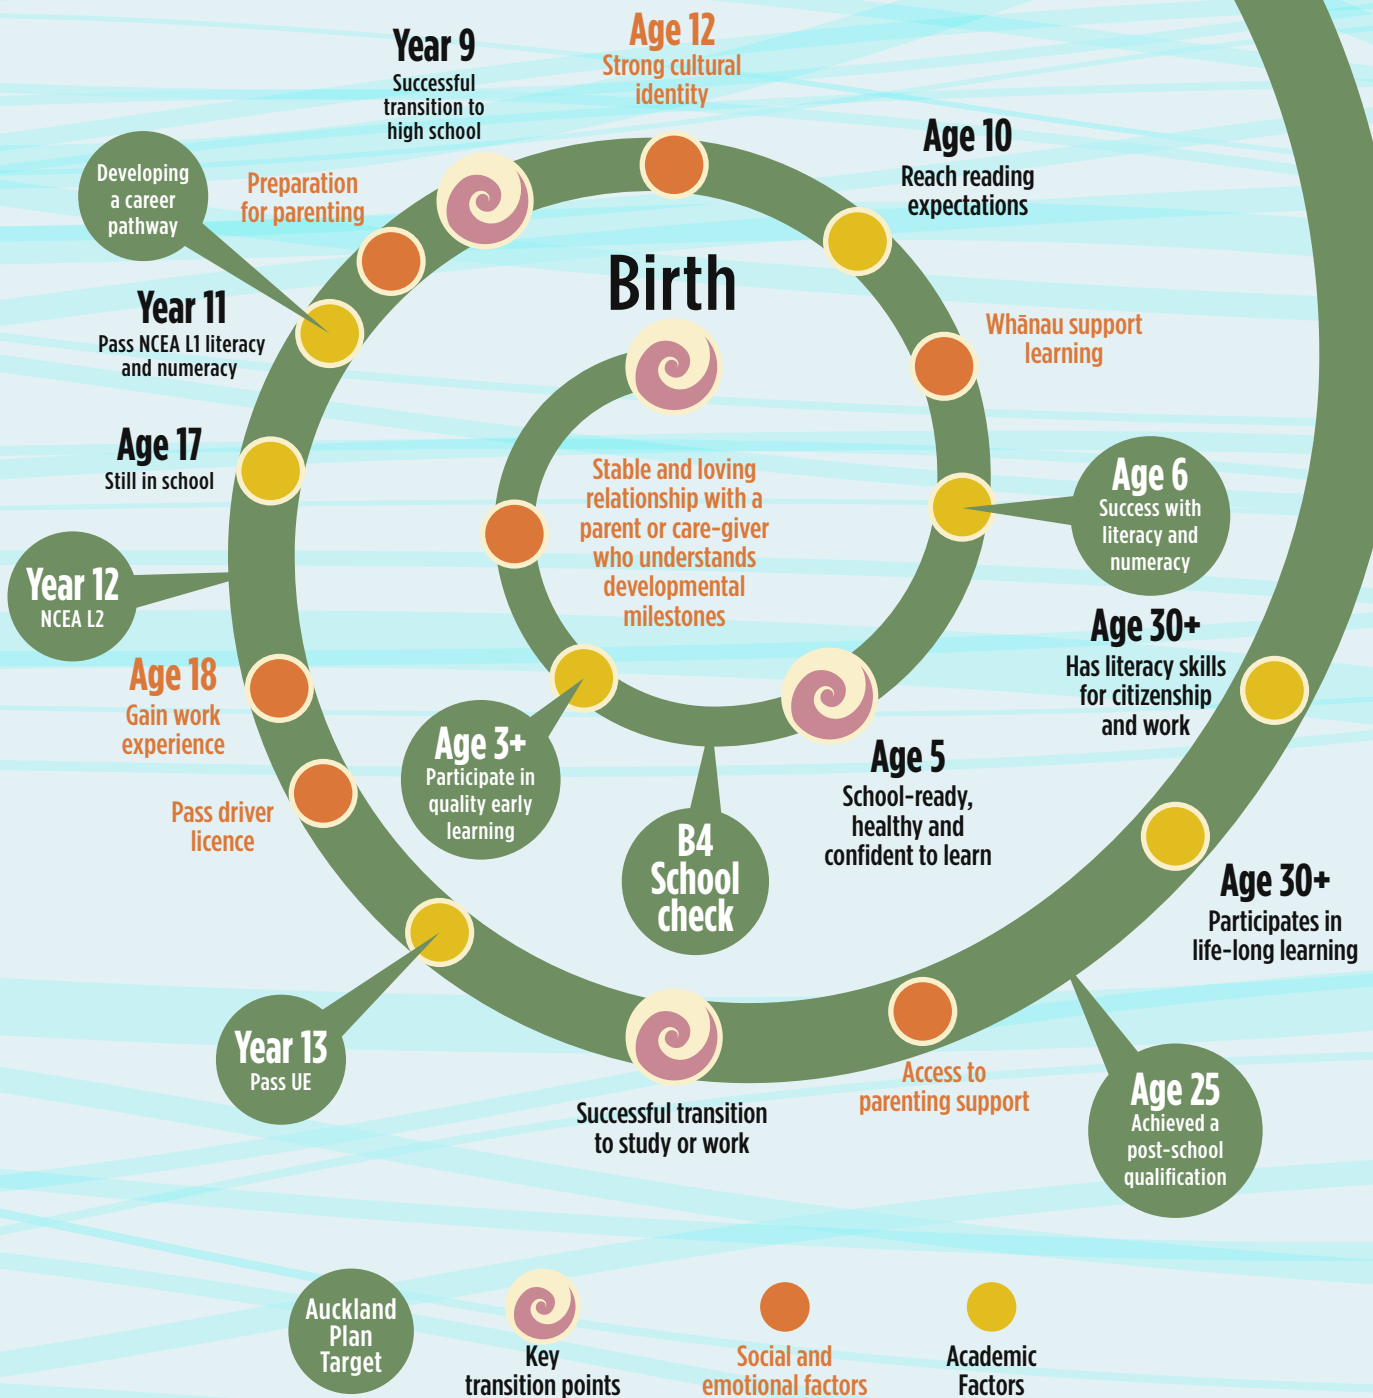 Year 9
Successful
transition to
high school
Age 12
Strong cultural
identity
Age 10
Reach reading
expectations
Developing
a career
pathway
Preparation
for parenting
Birth
Year 11
Pass NCEA L1 literacy
and numeracy
Whānau support
learning
Age 17
Still in school
Stable and loving
relationship with a
parent or care-giver
who understands
developmental
milestones
Age 6
Success with
literacy and
numeracy
Year 12
NCEA L2
Age 30+
Has literacy skills
for citizenship
and work
Age 18
Gain work
experience
Age 3+
Participate in
quality early
learning
Age 5
School-ready,
healthy and
confident to learn
Pass driver
licence
B4
School
check
Age 30+
Participates in
life-long learning
Year 13
Pass UE
Successful transition
to study or work
Access to
parenting support
Age 25
Achieved a
post-school
qualification
Auckland
Plan
Target
Key
transition points
Social and
emotional factors
Academic
Factors